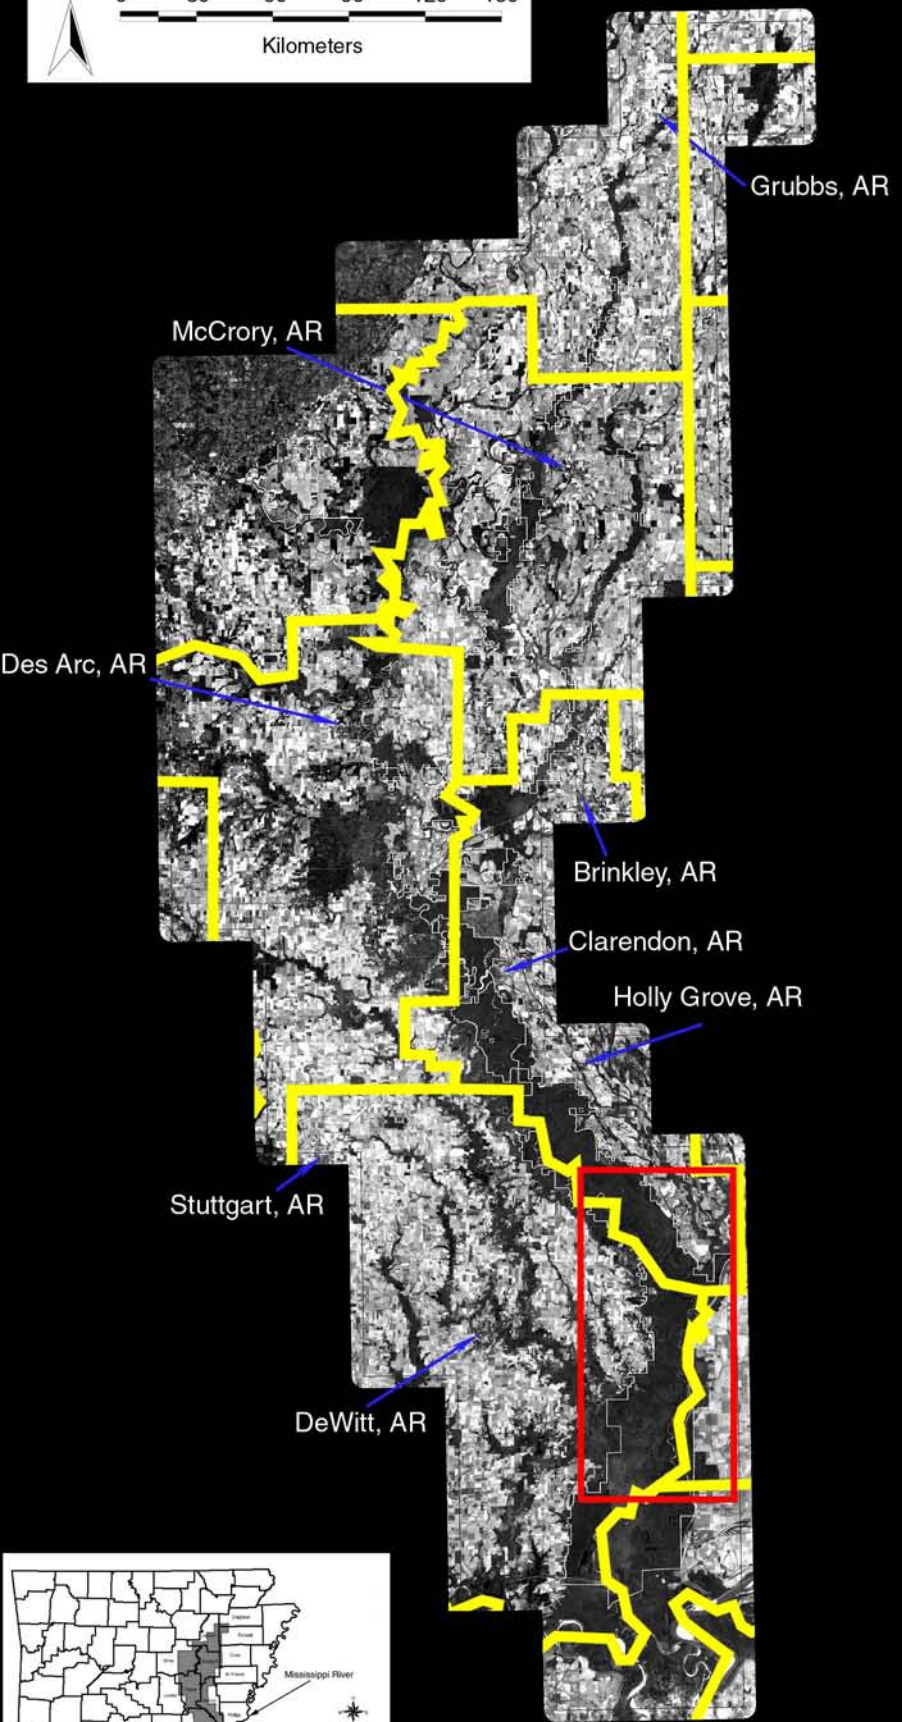 Kilometers
Grubbs, AR
McCrory, AR
Des Arc, AR
Brinkley, AR
Clarendon, AR
Holly Grove, AR
Stuttgart, AR
DeWitt, AR
Mississippi River